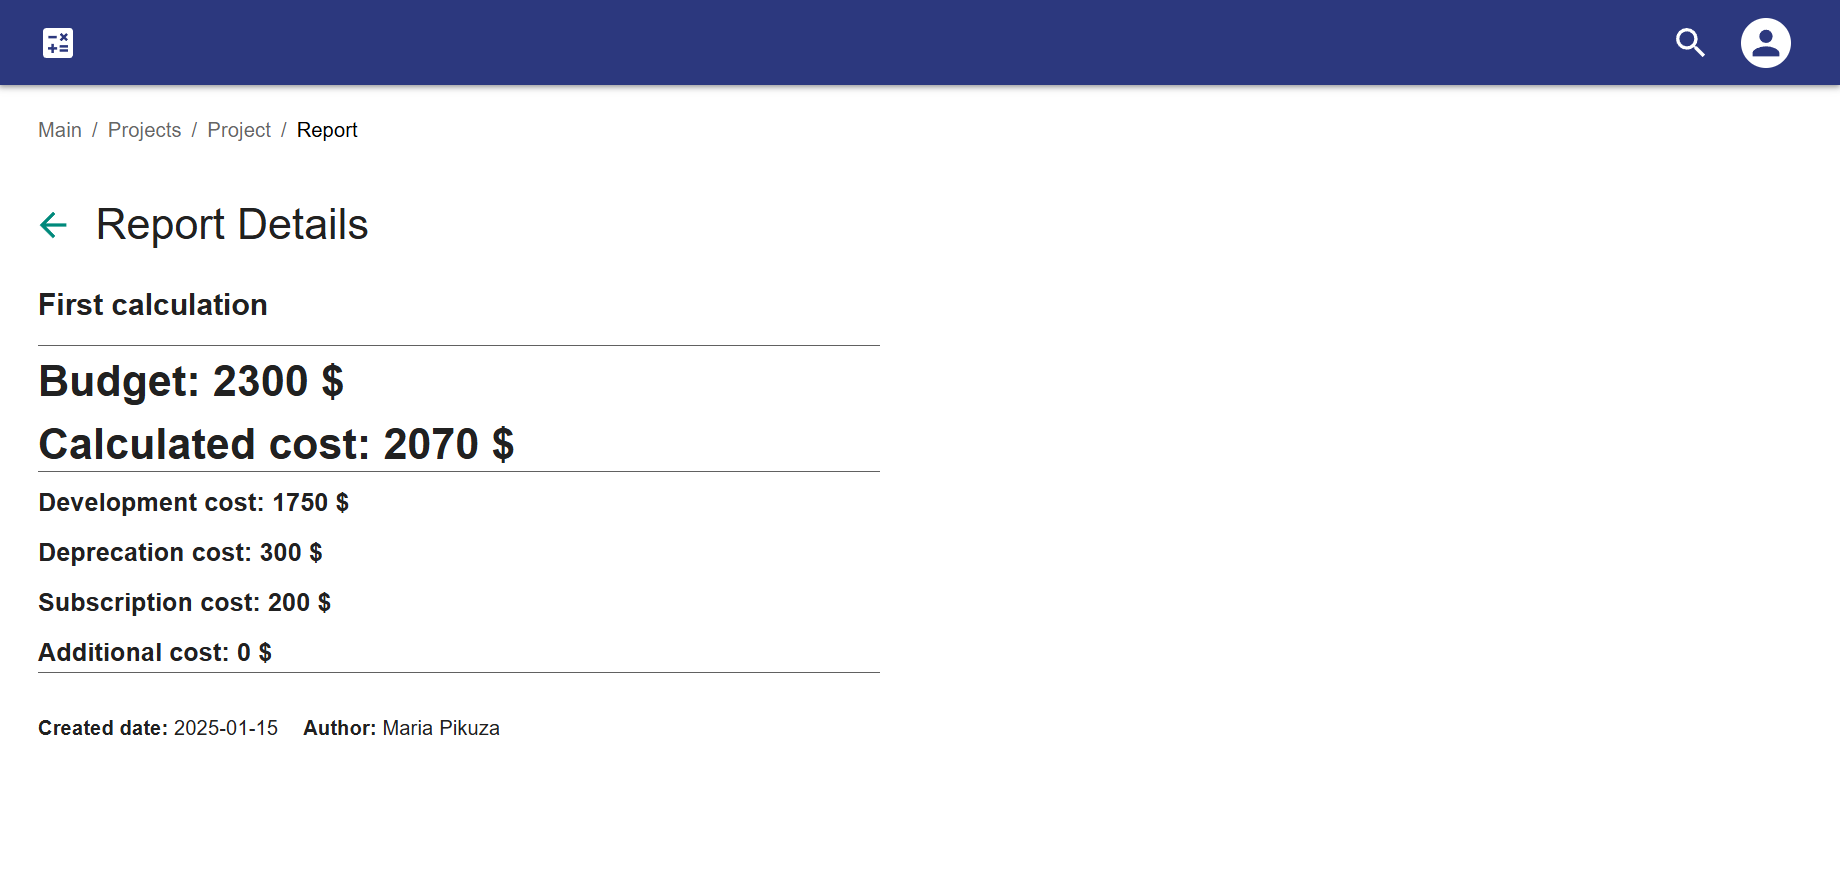 Main / Projects / Project / Report
Report Details
First calculation
Budget: 2300 $
Calculated cost: 2070 $
Development cost: 1750 $
Deprecation cost: 300 $
Subscription cost: 200 $
Additional cost: 0 $
Created date: 2025-01-15 Author: Maria Pikuza